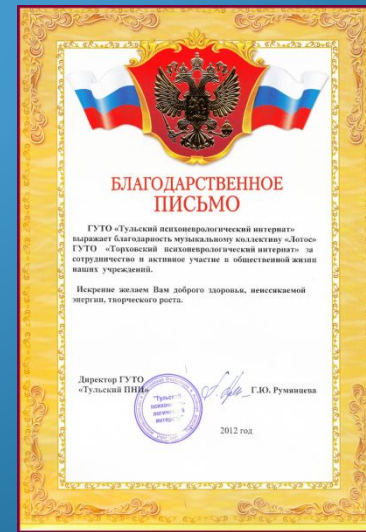 БЛАГОДАРСТВЕННОЕ
ПИСЬМО
ГУТО «Тульский психоневрологический интернат»
выражает благодарность музыкальному коллективу «Лотос»
ГУТО «Торховский психоневрологический интернат» за
сотрудничество и активное участие в общественной жизни
наших учреждений.
Искренне желаем Вам доброго здоровья, неиссякаемой
энергии, творческого роста.
Директор ГУТО
«Тульский ПНИ» Г.Ю. Румянцева
2012 год